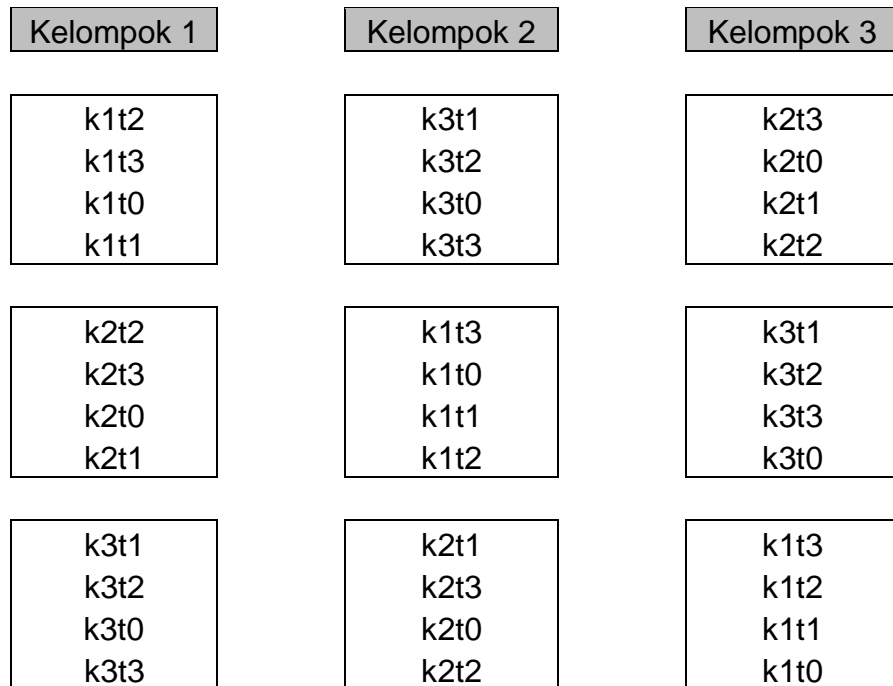 Kelompok 1
Kelompok 2
Kelompok 3
k1t2
k1t3
k1t0
k1t1
k3t1
k3t2
k3t0
k3t3
k2t3
k2t0
k2t1
k2t2
k2t2
k2t3
k2t0
k2t1
k1t3
k1t0
k1t1
k1t2
k3t1
k3t2
k3t3
k3t0
k3t1
k3t2
k3t0
k3t3
k2t1
k2t3
k2t0
k2t2
k1t3
k1t2
k1t1
k1t0